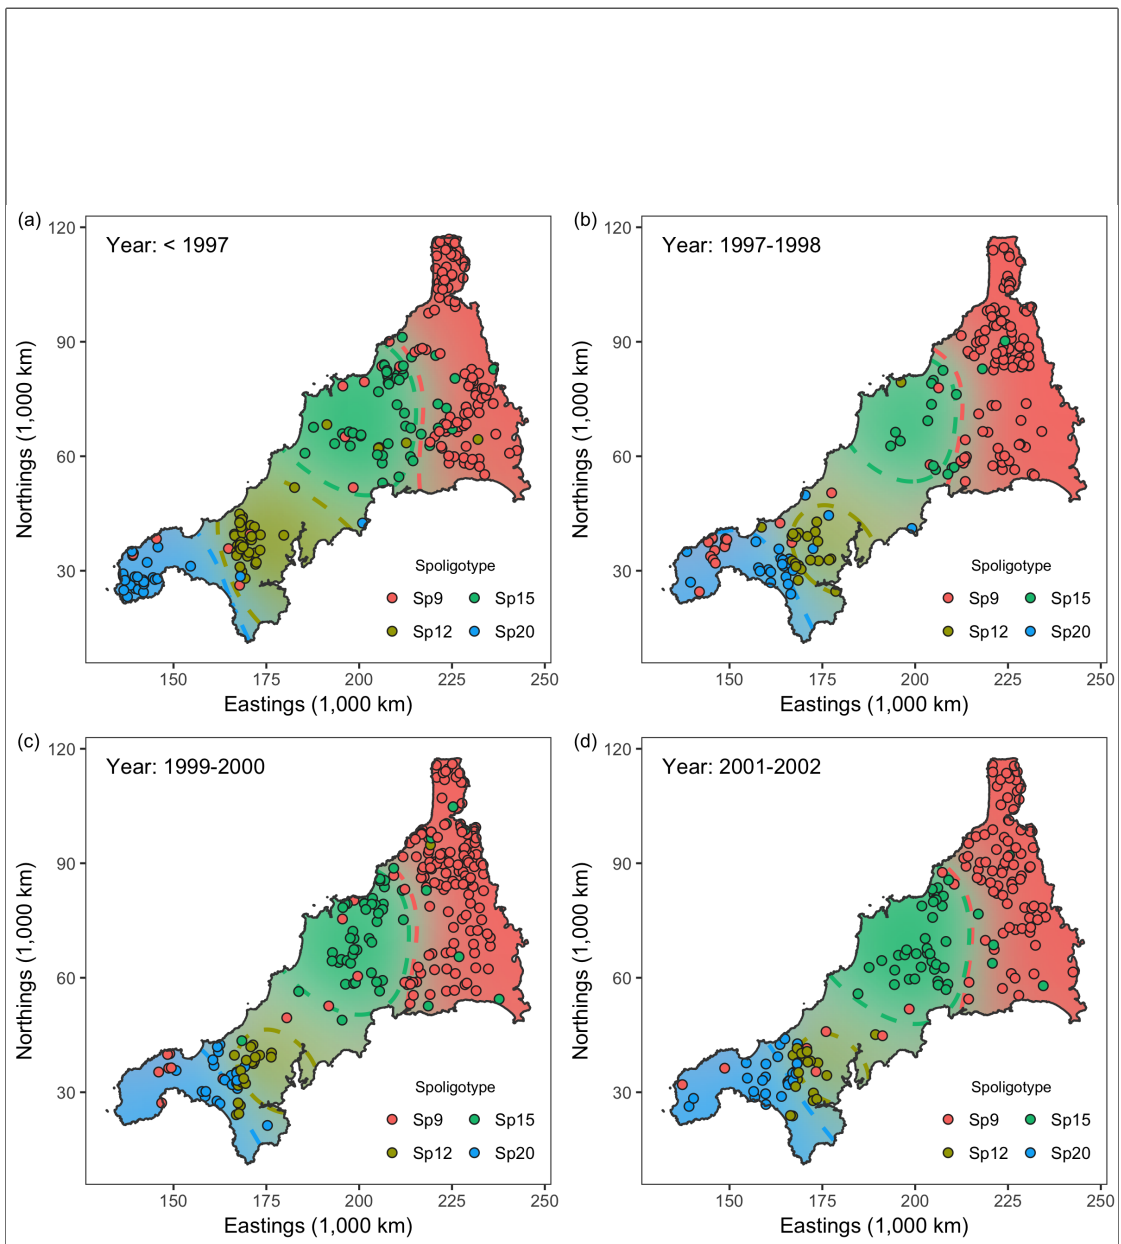 (a)
Year: < 1997
120
90
60
30
Northings (1,000 km)
150
175
200
225
250
Eastings (1,000 km)
Spoligotype
Sp9
Sp15
Sp12
Sp20
(b)
Year: 1997-1998
120
90
60
30
Northings (1,000 km)
150
175
200
225
250
Eastings (1,000 km)
Spoligotype
Sp9
Sp15
Sp12
Sp20
(c)
Year: 1999-2000
120
90
60
30
Northings (1,000 km)
150
175
200
225
250
Eastings (1,000 km)
Spoligotype
Sp9
Sp15
Sp12
Sp20
(d)
Year: 2001-2002
120
90
60
30
Northings (1,000 km)
150
175
200
225
250
Eastings (1,000 km)
Spoligotype
Sp9
Sp15
Sp12
Sp20